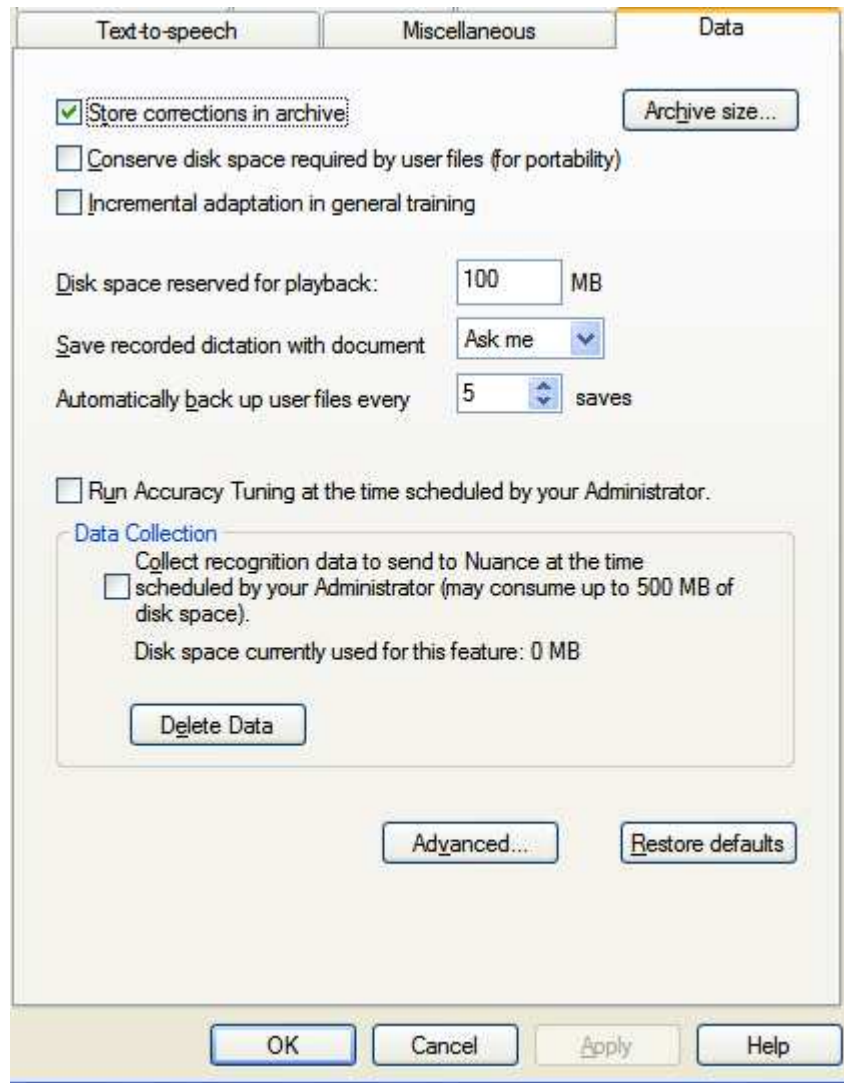 Text-to-speech Miscellaneous Data
Store corrections in archive Archive size...
Conserve disk space required by user files (for portability)
Incremental adaptation in general training
Disk space reserved for playback: 100 MB
Save recorded dictation with document Ask me
Automatically back up user files every 5 saves
Run Accuracy Tuning at the time scheduled by your Administrator.
Data Collection
Collect recognition data to send to Nuance at the time
scheduled by your Administrator (may consume up to 500 MB of
disk space).
Disk space currently used for this feature: 0 MB
Delete Data
Advanced... Restore defaults
OK Cancel Apply Help